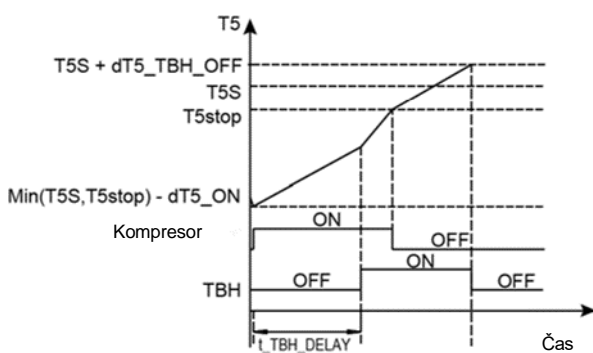 T5
T5S + dT5_TBH_OFF
T5S
T5stop
Min(T5S,T5stop) - dT5_ON
Kompresor
ON
OFF
TBH
OFF
ON
OFF
t_TBH_DELAY
Čas